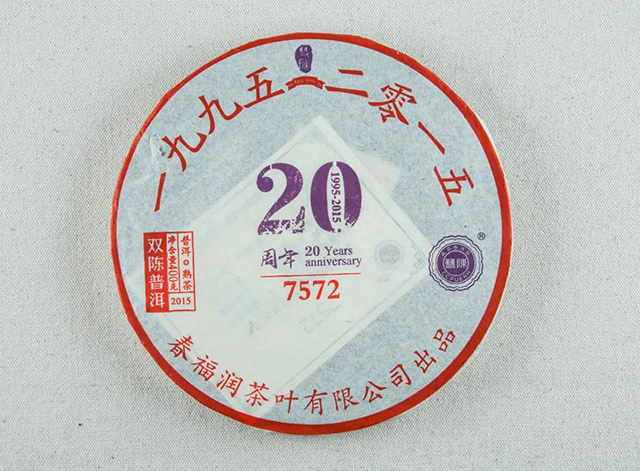 一九九五
二零一五
20
1995-2015
周年
20 Years
anniversary
7572
双陈普洱
普洱
熟茶
净含量400克
2015
®
春福润茶叶有限公司出品